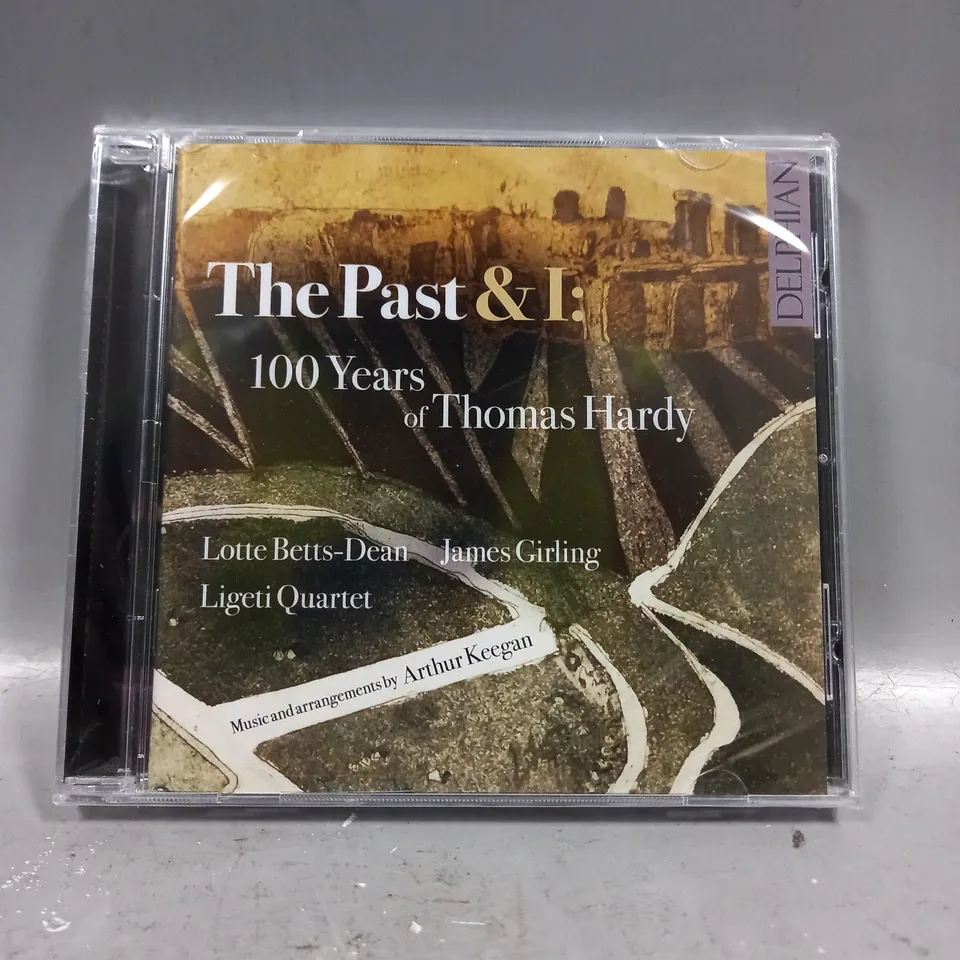 DELPHIAN
The Past & I:
100 Years
of Thomas Hardy
Lotte Betts-Dean James Girling
Ligeti Quartet
Music and arrangements by Arthur Keegan